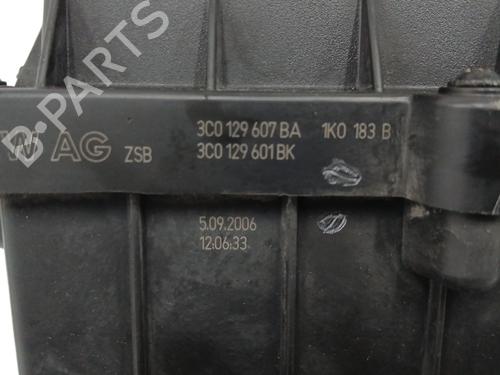 B-PARTS
3C0 129 607 BA 1K0 183 B
W AG ZSB 3C0 129 601 BK
5.09.2006
12:06:33